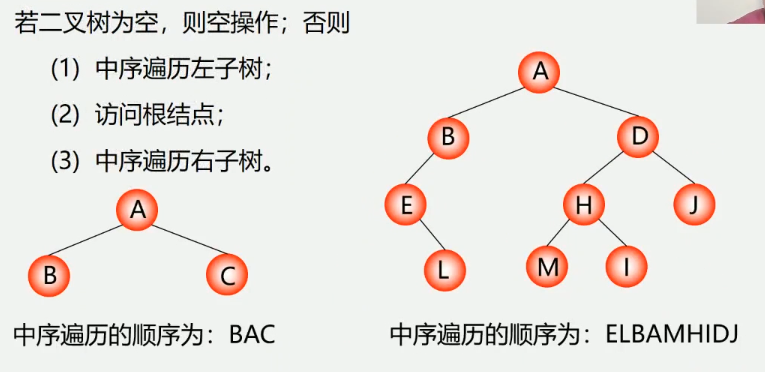 若二叉树为空，则空操作；否则
(1) 中序遍历左子树；
(2) 访问根结点；
(3) 中序遍历右子树。
A
B
C
中序遍历的顺序为：BAC
A
B
D
E
H
J
L
M
I
中序遍历的顺序为：ELBAMHIDJ